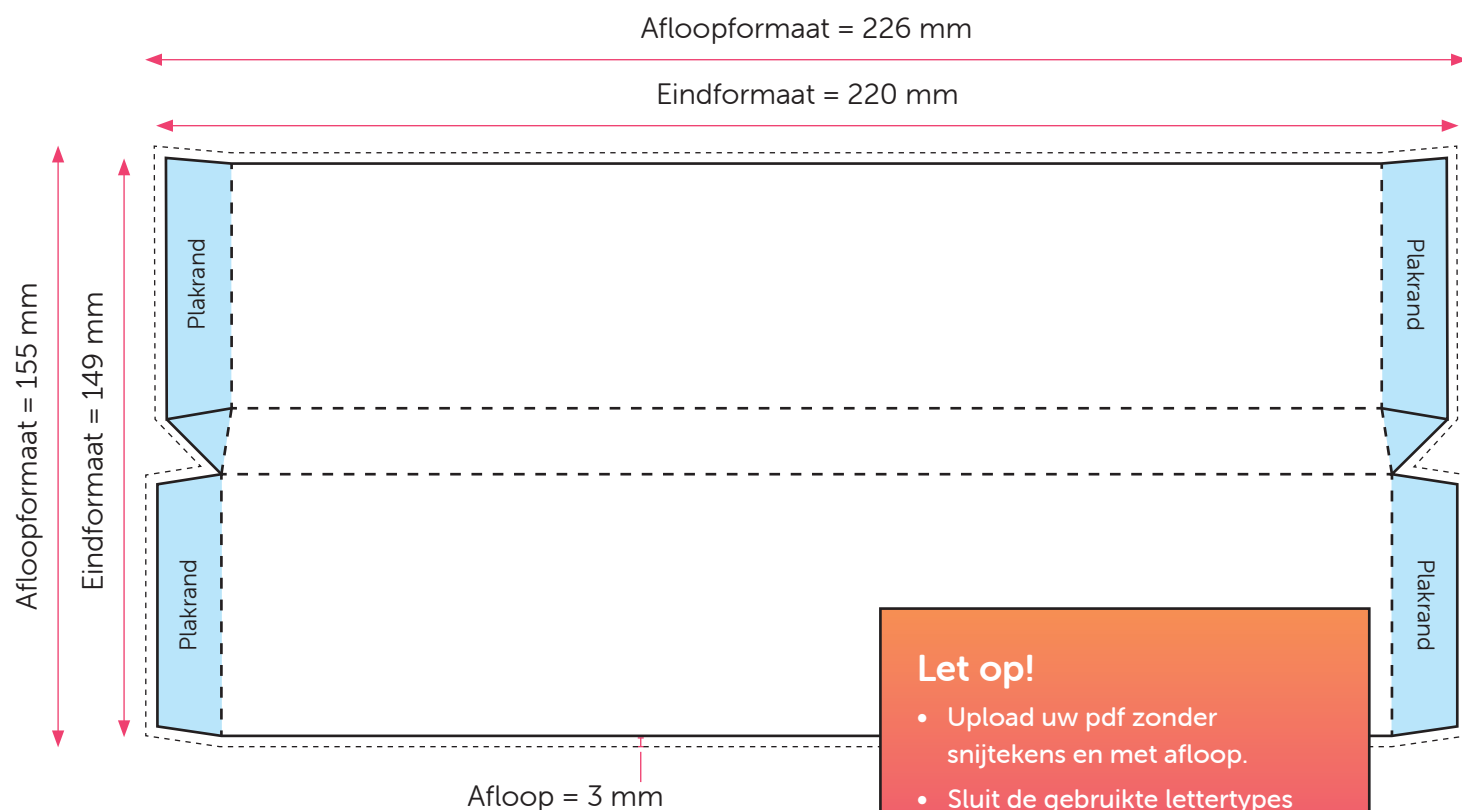 Afloopformaat = 226 mm
Eindformaat = 220 mm
Afloopformaat = 155 mm
Eindformaat = 149 mm
Plakrand
Plakrand
Plakrand
Plakrand
Let op!
• Upload uw pdf zonder
snijtekens en met afloop.
• Sluit de gebruikte lettertypes
Afloop = 3 mm